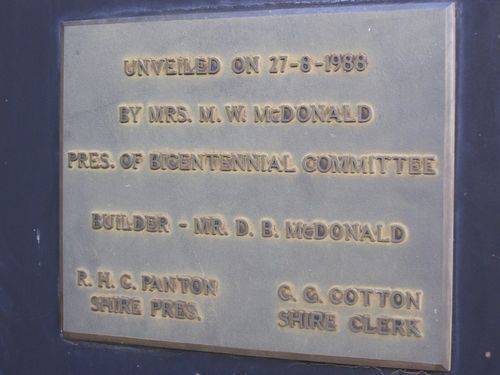 UNVEILED ON 27-8-1988
BY MRS. M. W. McDONALD
PRES. OF BICENTENNIAL COMMITTEE
BUILDER - MR. D. B. McDONALD
R. H. C. PANTON
SHIRE PRES.
C. G. COTTON
SHIRE CLERK